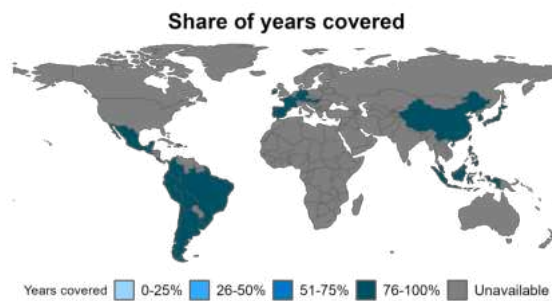 Share of years covered
Years covered 0-25% 26-50% 51-75% 76-100% Unavailable